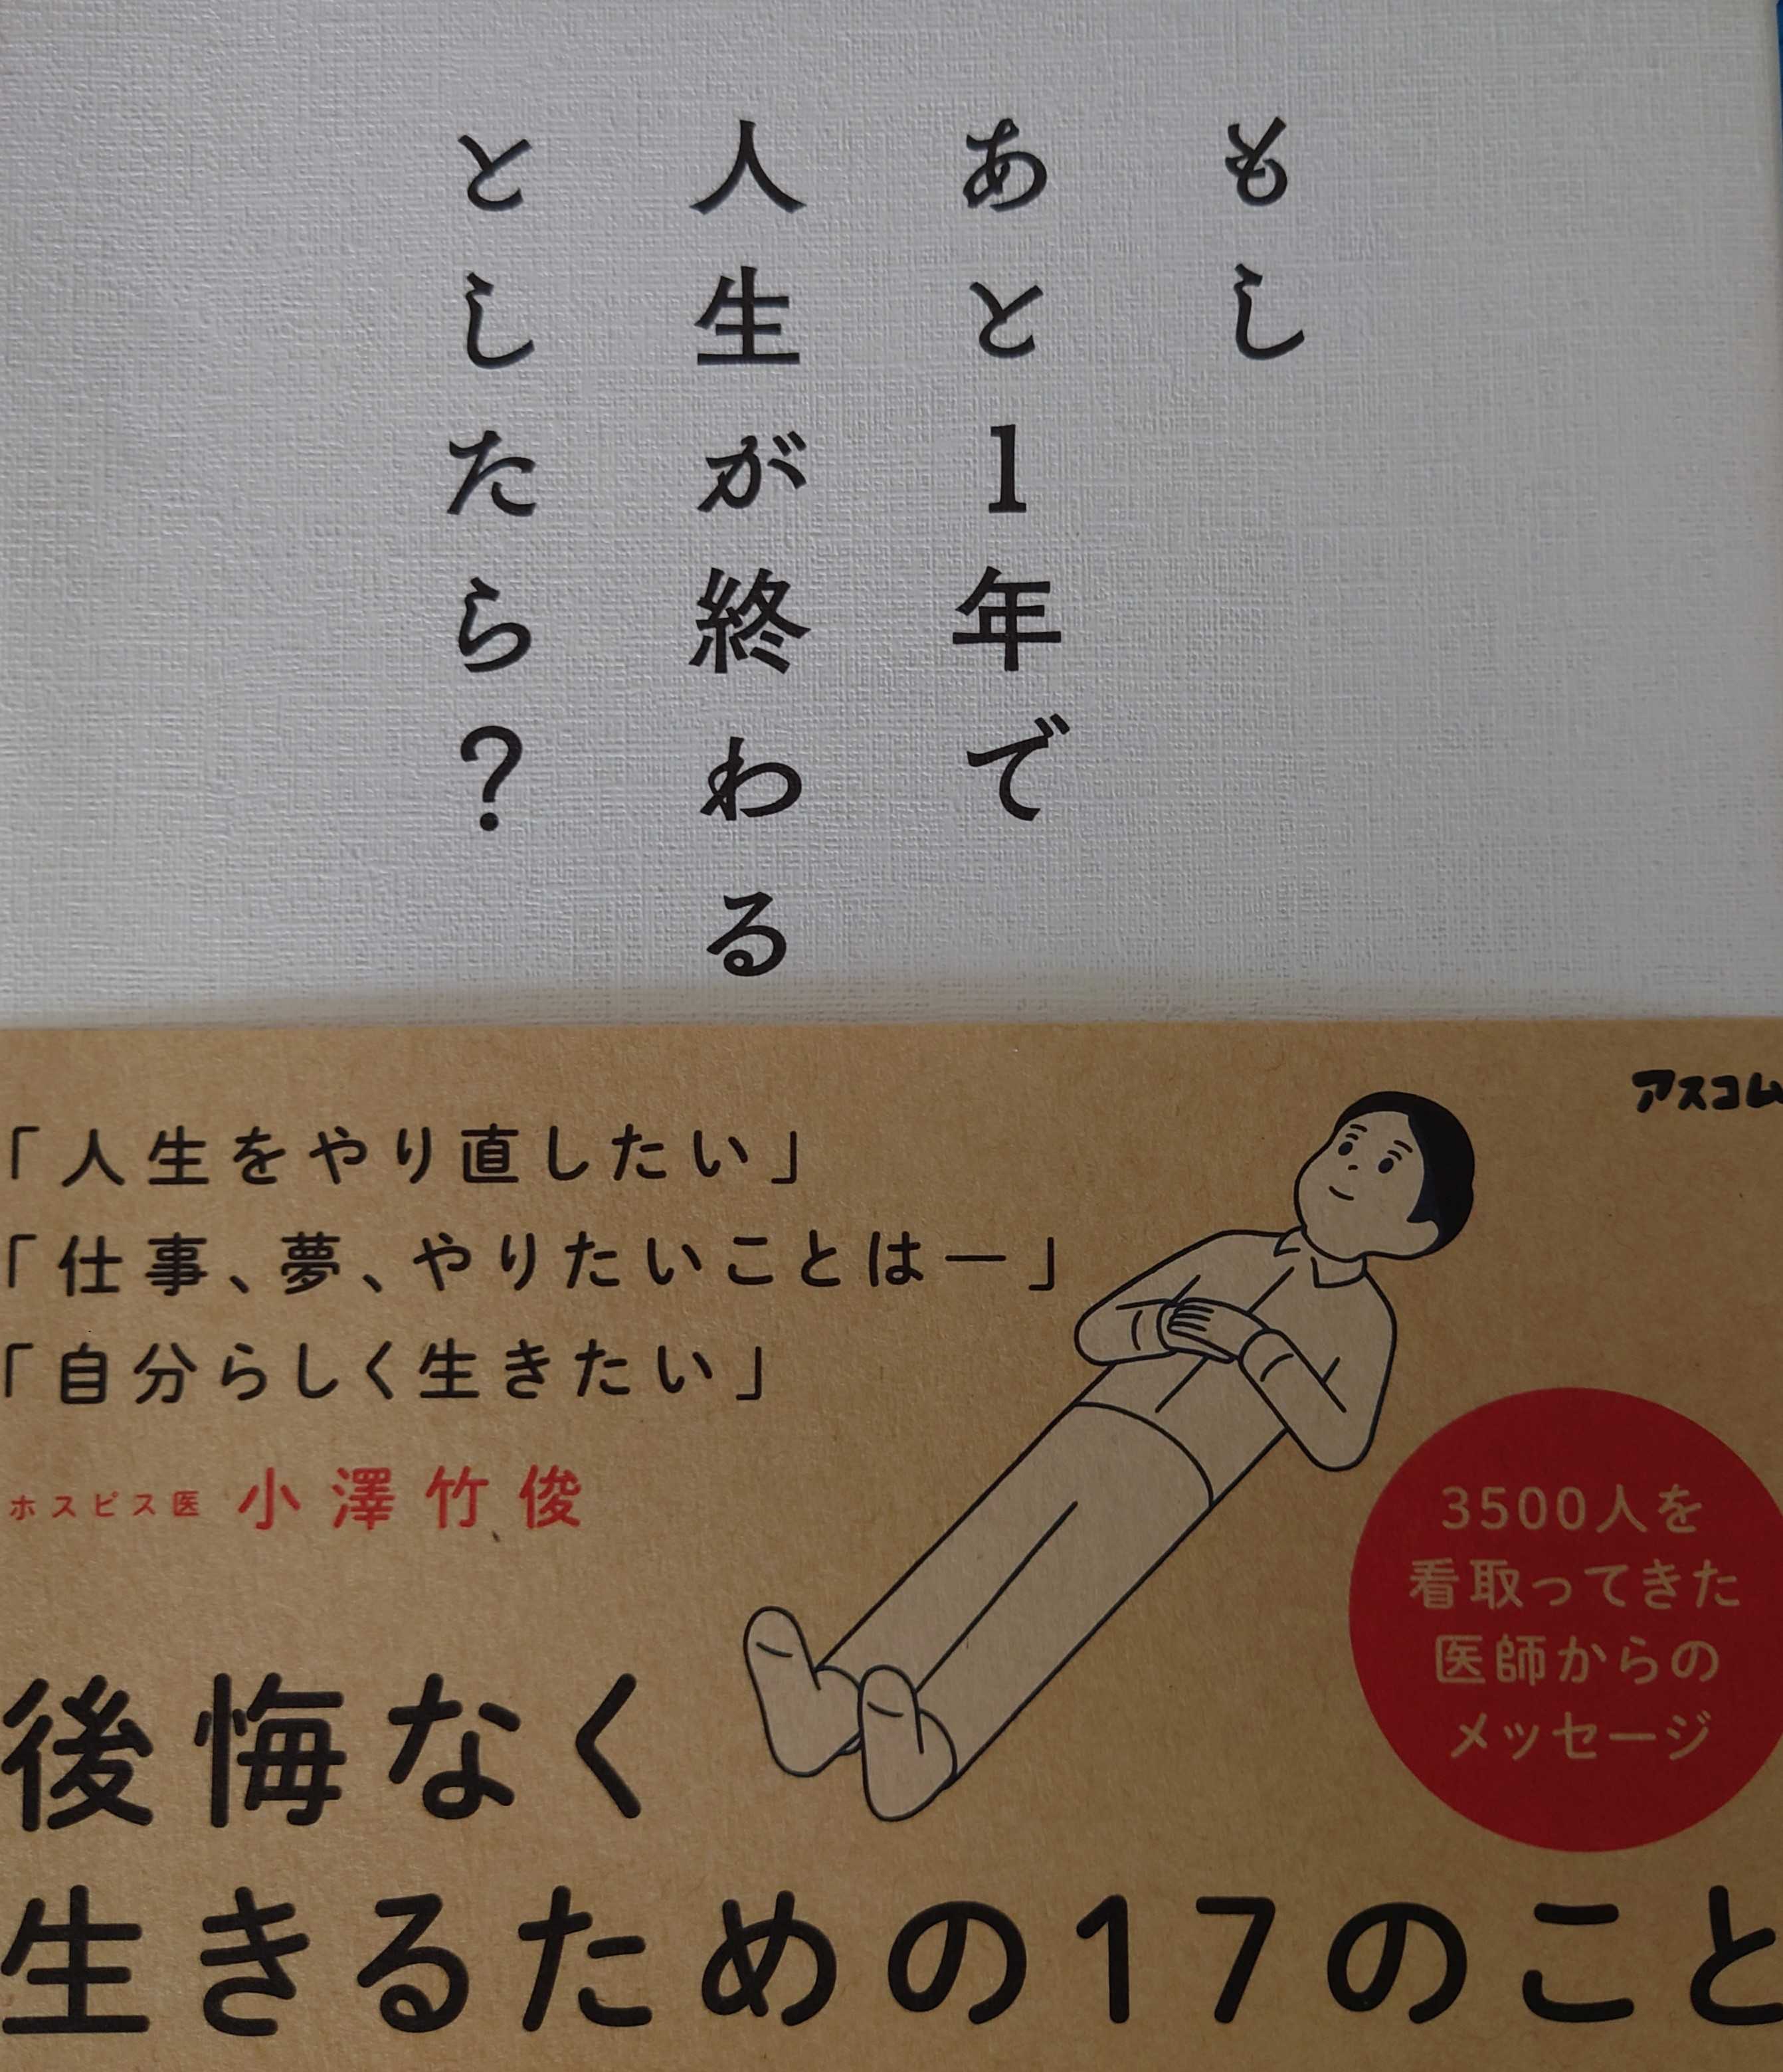 もし
あと1年で
人生が終わる
としたら?
アスコム
「人生をやり直したい」
「仕事、夢、やりたいことは―」
「自分らしく生きたい」
ホスピス医 小澤竹俊
3500人を
看取ってきた
医師からの
メッセージ
後悔なく
生きるための17のこと